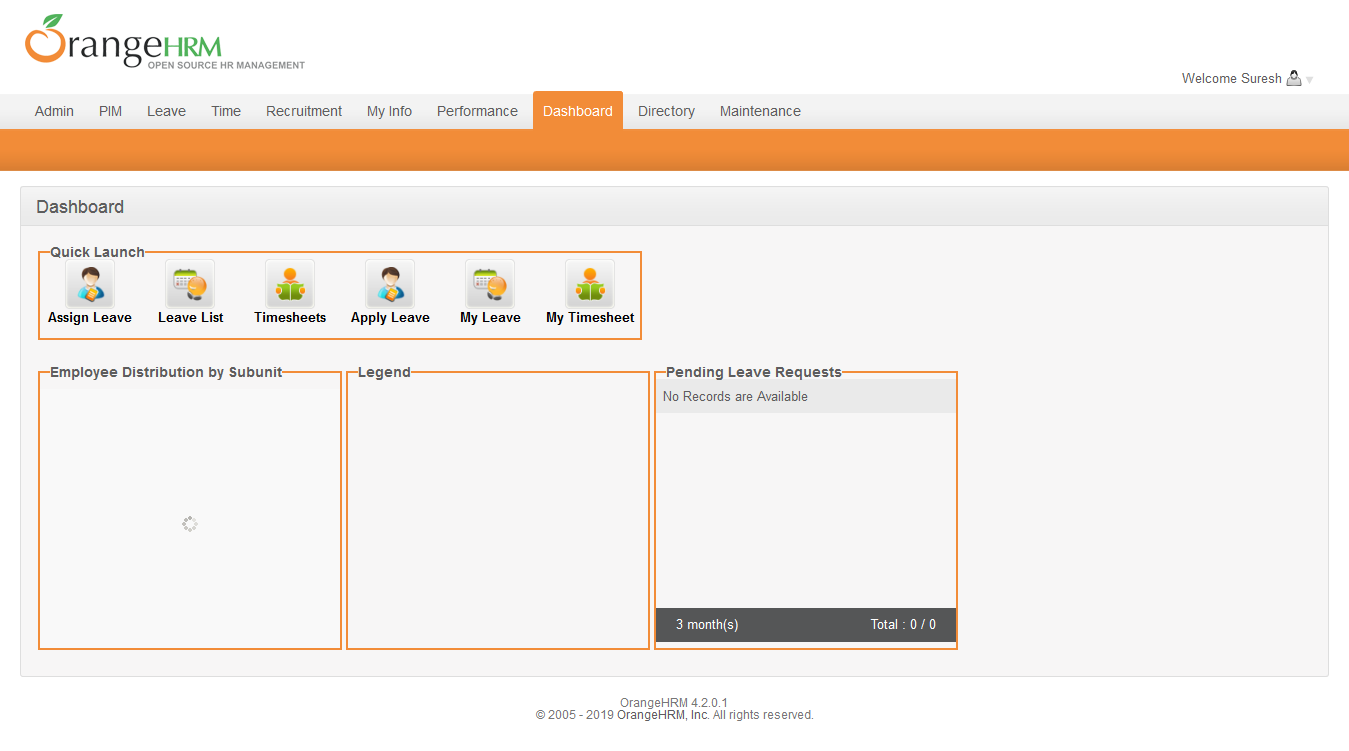 OrangeHRM
OPEN SOURCE HR MANAGEMENT
Welcome Suresh
Admin PIM Leave Time Recruitment My Info Performance Dashboard Directory Maintenance
Dashboard
Quick Launch
Assign Leave Leave List Timesheets Apply Leave My Leave My Timesheet
Employee Distribution by Subunit Legend Pending Leave Requests
No Records are Available
3 month(s) Total : 0 / 0
OrangeHRM 4.2.0.1
© 2005 - 2019 OrangeHRM, Inc. All rights reserved.